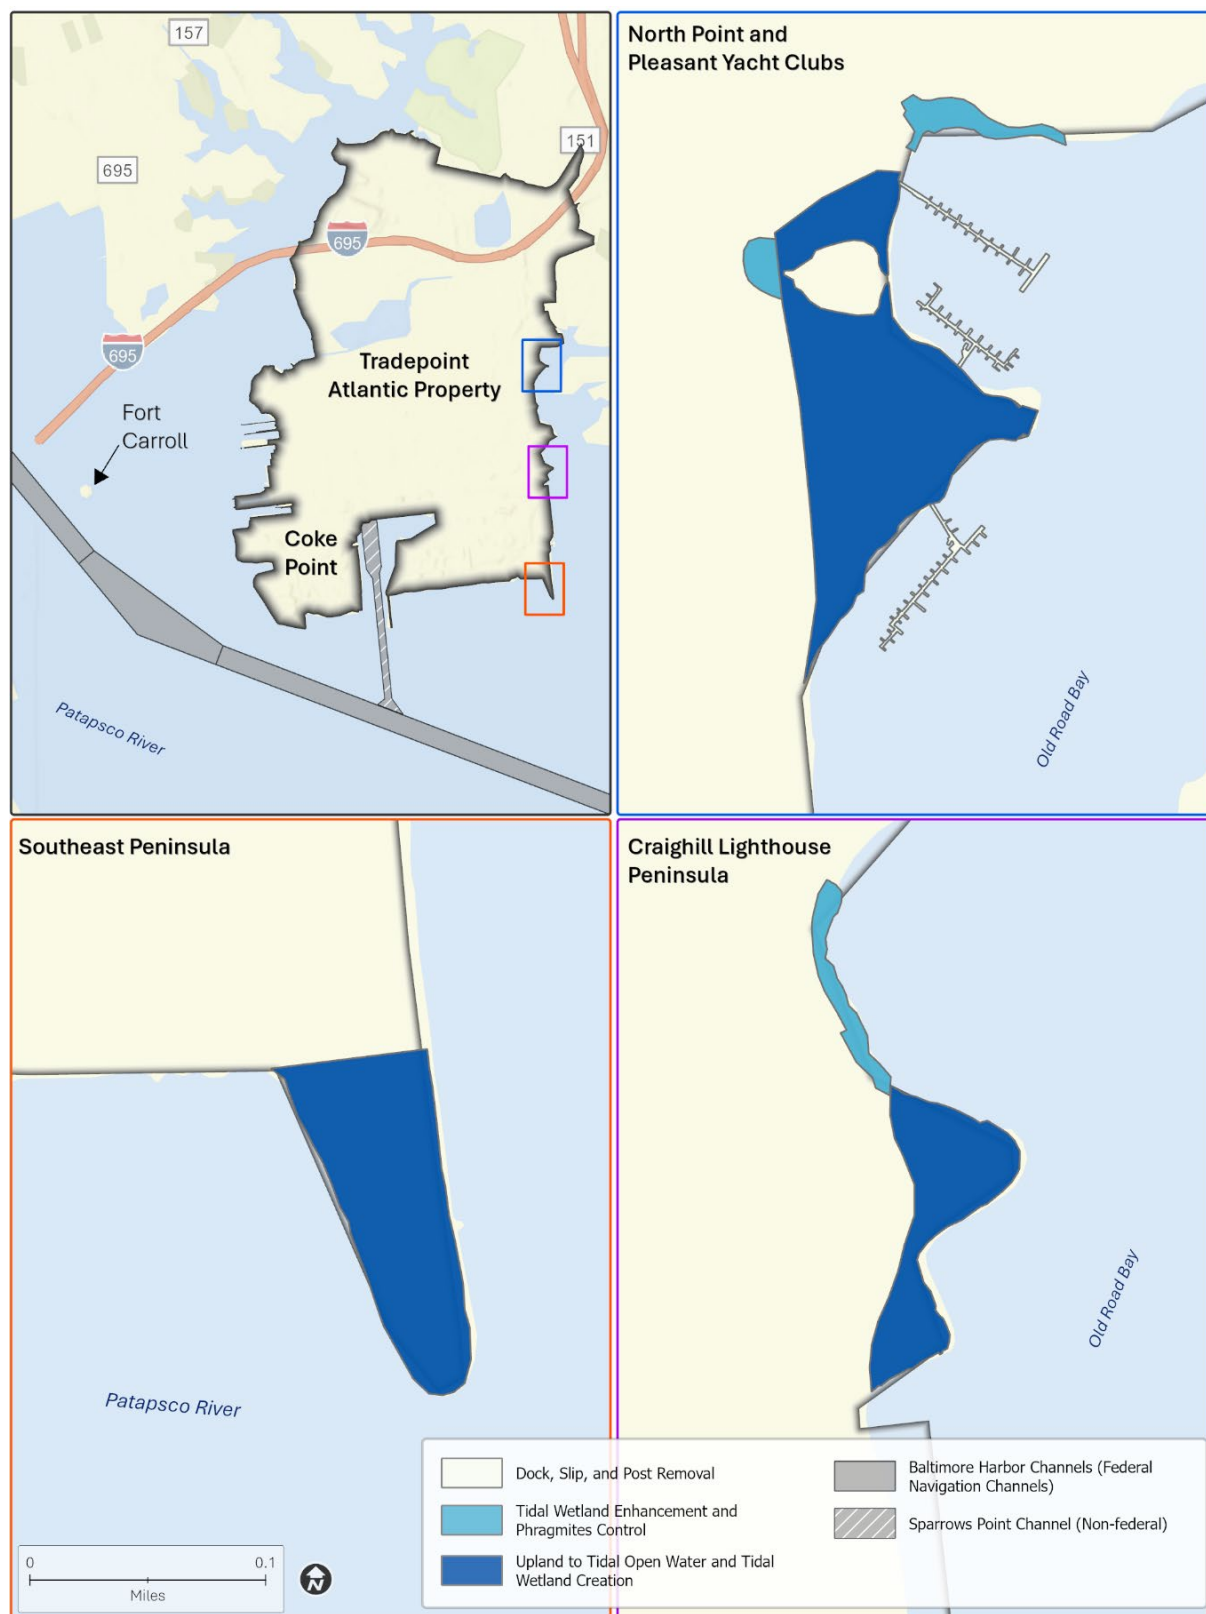 157
151
695
695
695
Tradepoint
Atlantic Property
Fort
Carroll
Coke
Point
Patapsco River
North Point and
Pleasant Yacht Clubs
Old Road Bay
Southeast Peninsula
Patapsco River
Craighill Lighthouse
Peninsula
Old Road Bay
0 0.1
Miles
N
Dock, Slip, and Post Removal
Tidal Wetland Enhancement and
Phragmites Control
Upland to Tidal Open Water and Tidal
Wetland Creation
Baltimore Harbor Channels (Federal
Navigation Channels)
Sparrows Point Channel (Non-federal)